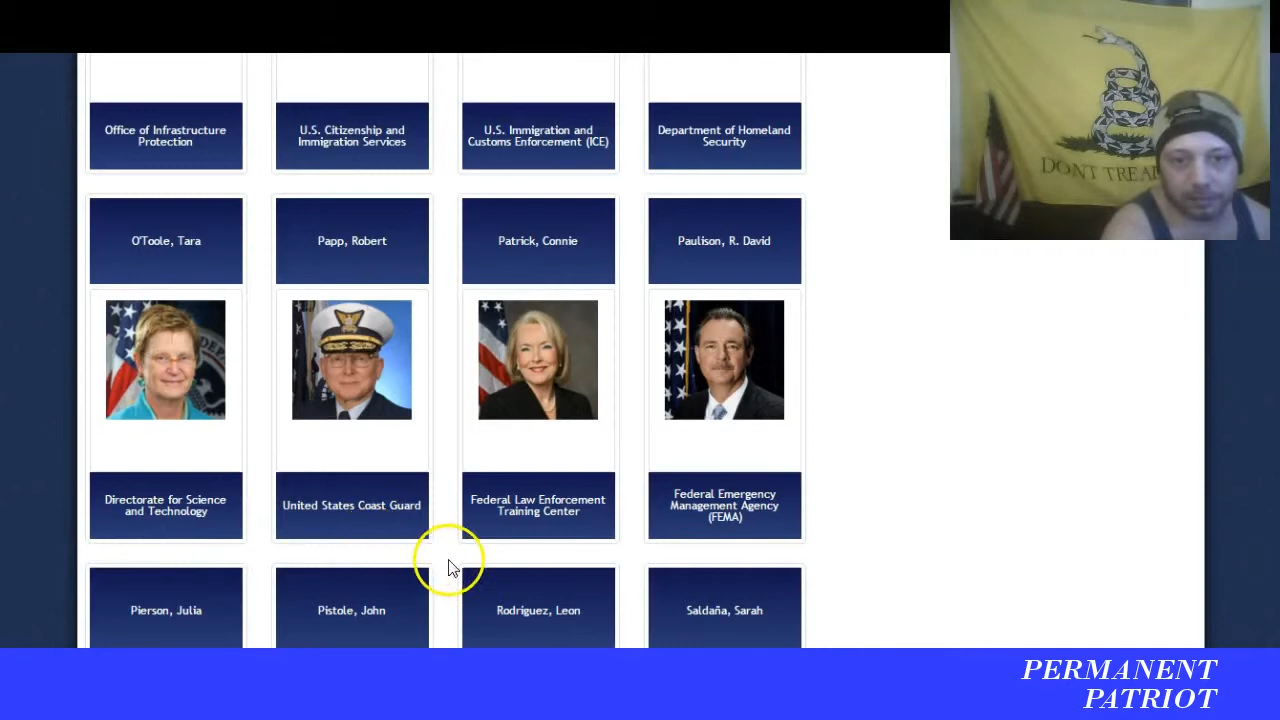 DONT TREA
Office of Infrastructure
Protection
U.S. Citizenship and
Immigration Services
U.S. Immigration and
Customs Enforcement (ICE)
Department of Homeland
Security
O'Toole, Tara
Papp, Robert
Patrick, Connie
Paulison, R. David
Directorate for Science
and Technology
United States Coast Guard
Federal Law Enforcement
Training Center
Federal Emergency
Management Agency
(FEMA)
Pierson, Julia
Pistole, John
Rodriguez, Leon
Saldaña, Sarah
PERMANENT
PATRIOT